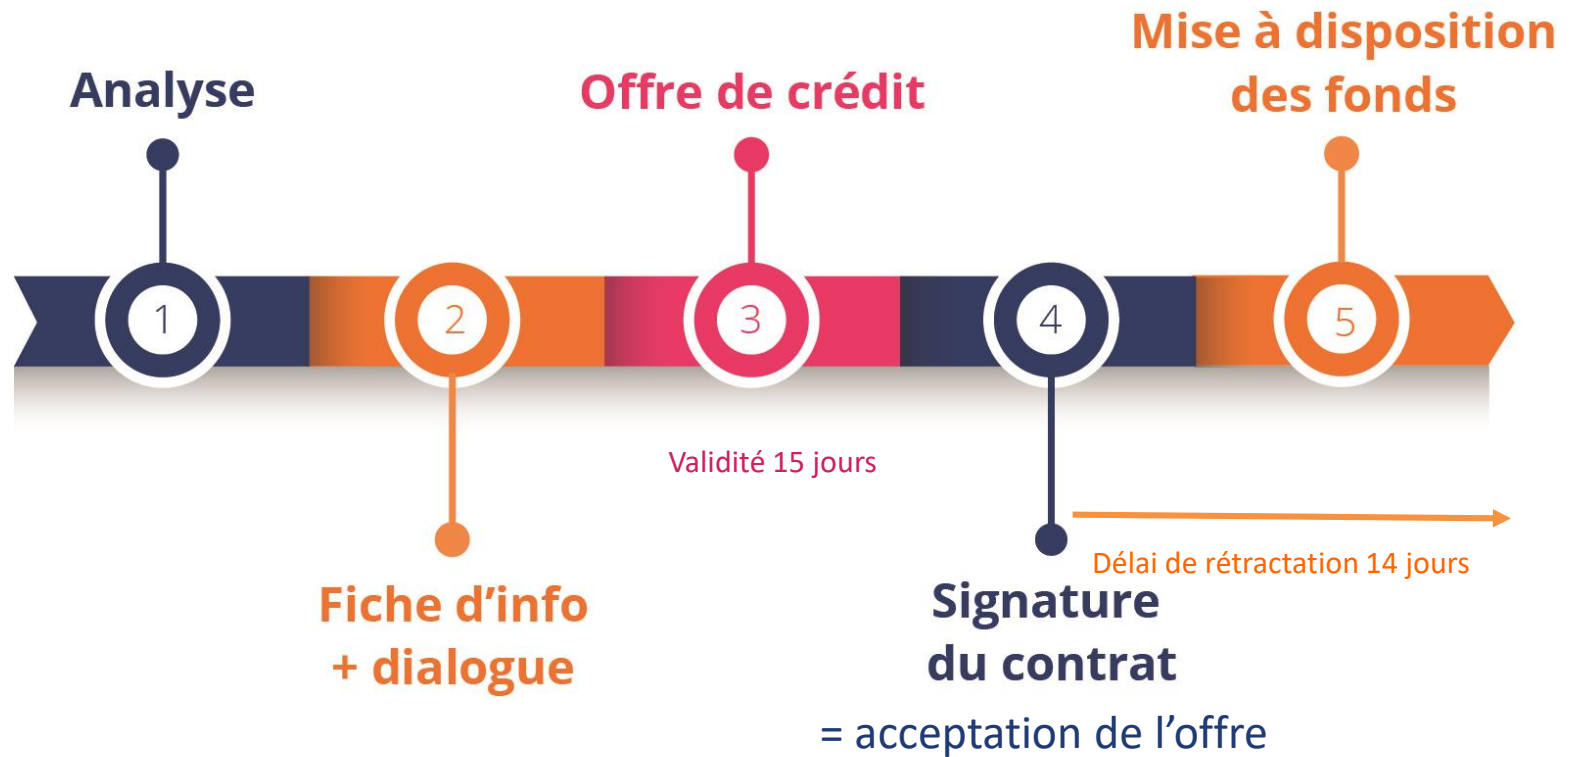 Analyse
1
Fiche d’info
+ dialogue
2
Offre de crédit
3
Validité 15 jours
4
Signature
du contrat
= acceptation de l’offre
Délai de rétractation 14 jours
Mise à disposition
des fonds
5